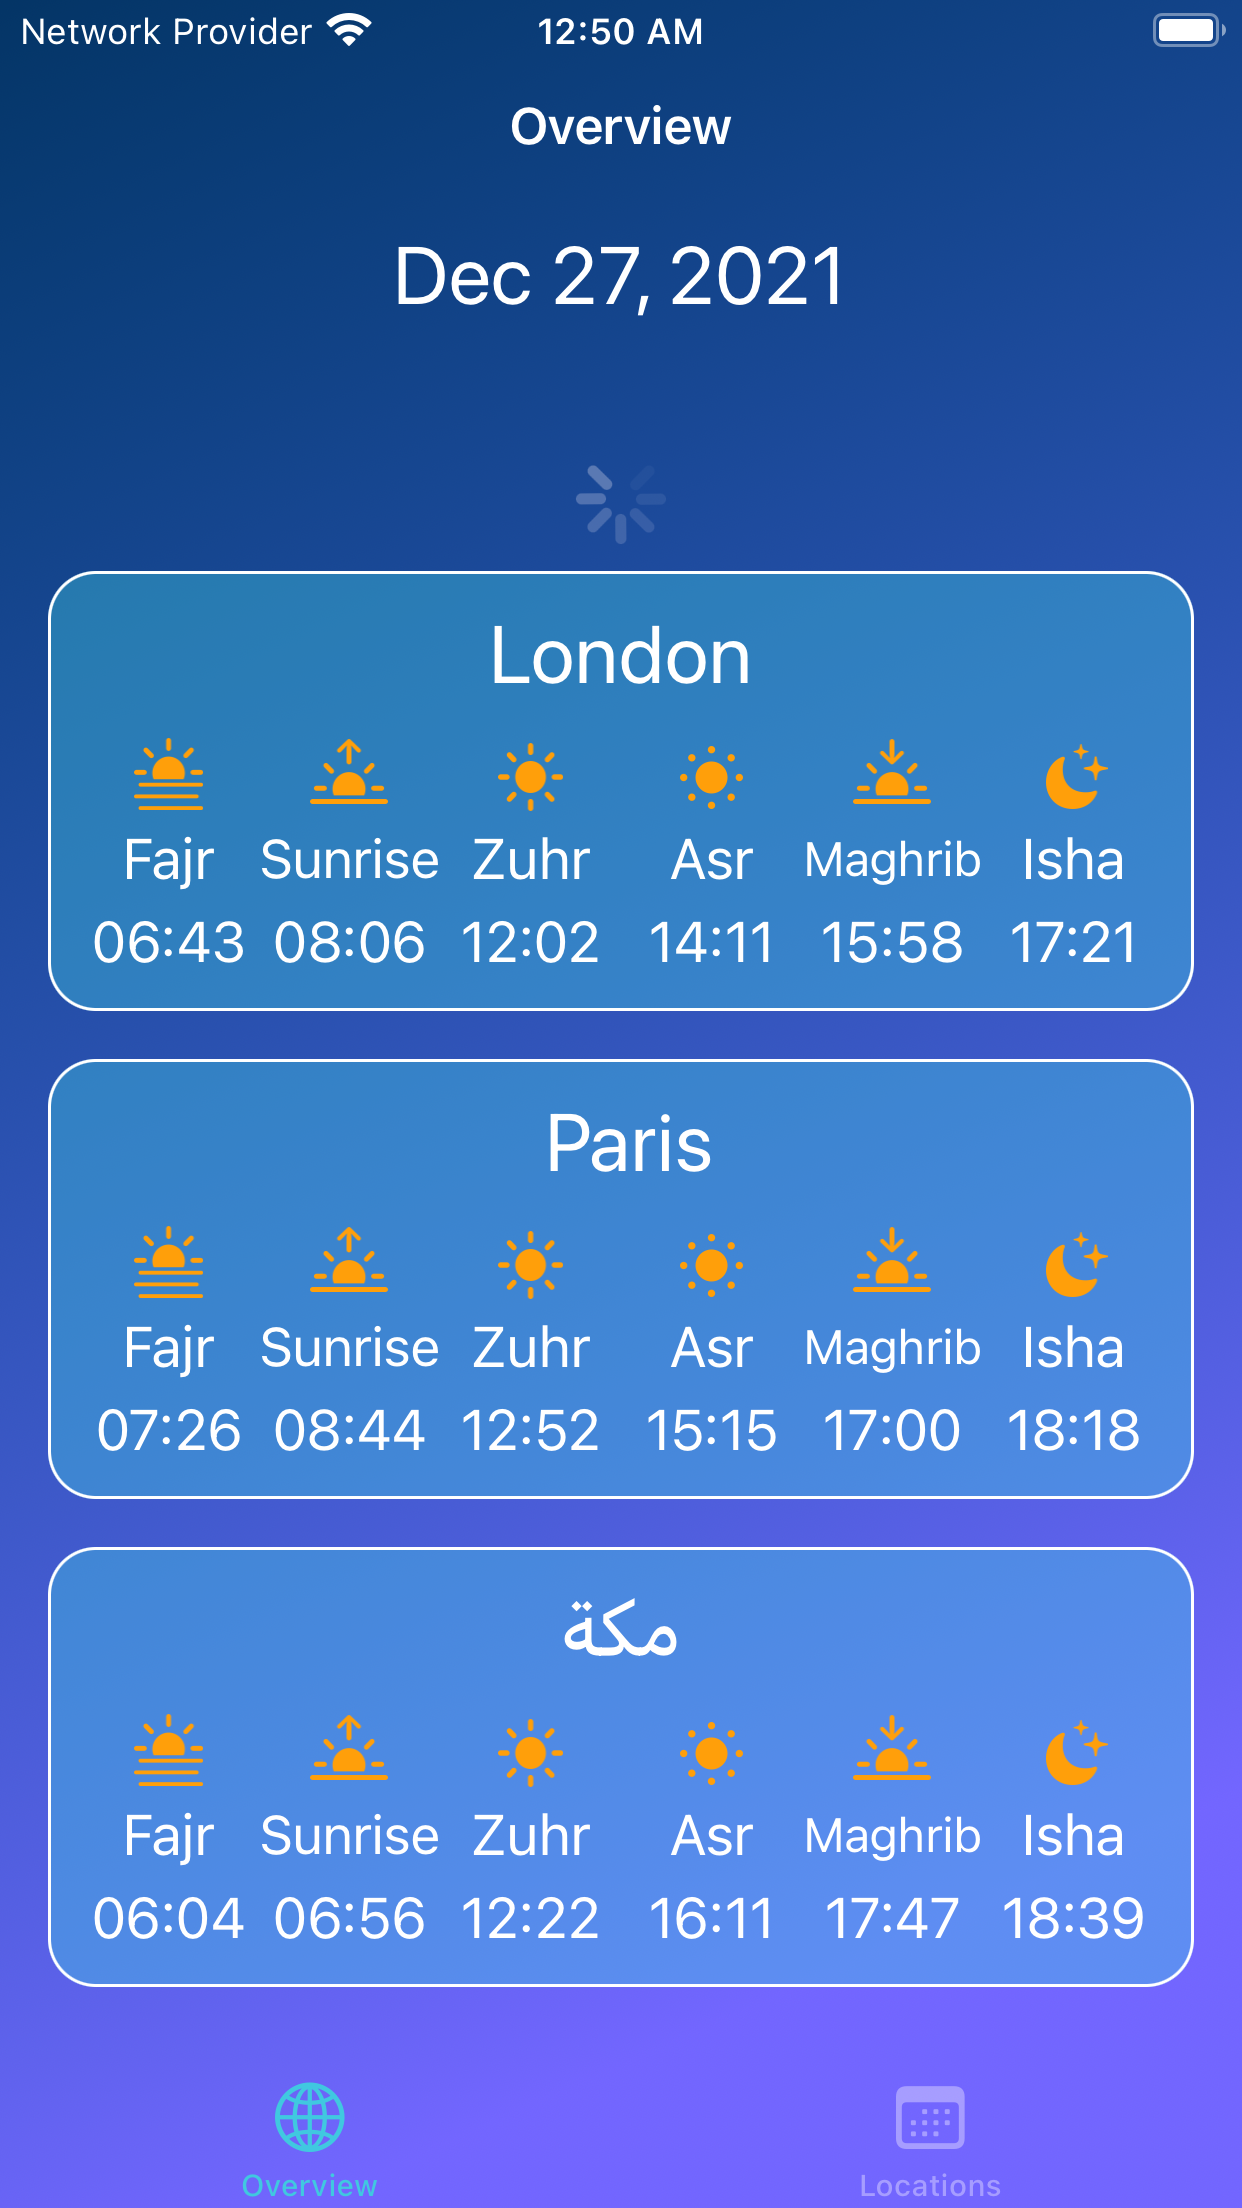 Network Provider 12:50 AM
Overview
Dec 27, 2021
London
Fajr Sunrise Zuhr Asr Maghrib Isha
06:43 08:06 12:02 14:11 15:58 17:21
Paris
Fajr Sunrise Zuhr Asr Maghrib Isha
07:26 08:44 12:52 15:15 17:00 18:18
مكة
Fajr Sunrise Zuhr Asr Maghrib Isha
06:04 06:56 12:22 16:11 17:47 18:39
Overview Locations